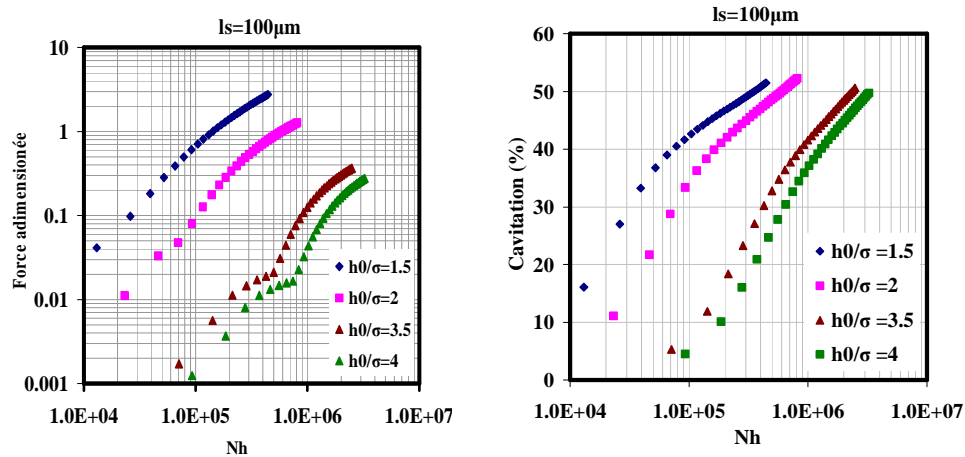 ls=100µm
Force adimensionée
10
1
0.1
0.01
0.001
h0/σ=1.5
h0/σ=2
h0/σ=3.5
h0/σ=4
1.0E+04 1.0E+05 1.0E+06 1.0E+07
Nh
ls=100µm
Cavitation (%)
60
50
40
30
20
10
0
h0/σ =1.5
h0/σ =2
h0/σ =3.5
h0/σ =4
1.0E+04 1.0E+05 1.0E+06 1.0E+07
Nh